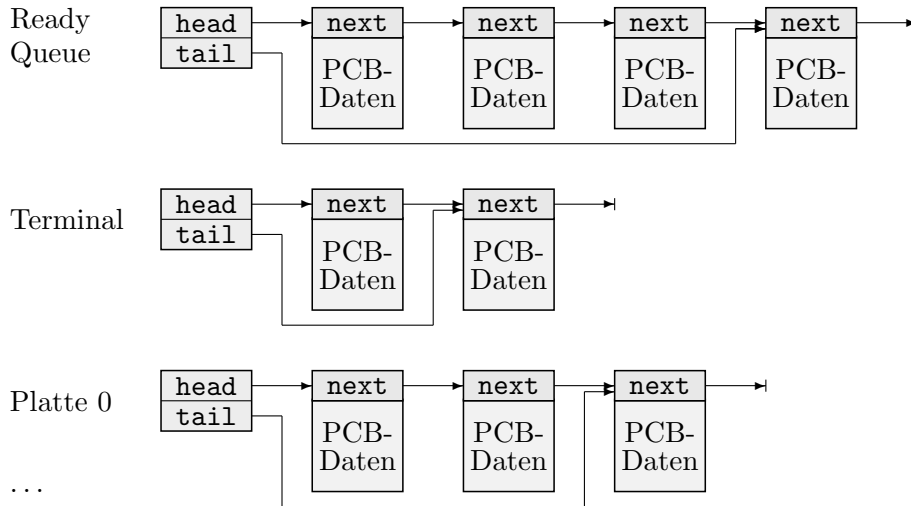 Ready
Queue
head
tail
next
PCB-
Daten
next
PCB-
Daten
next
PCB-
Daten
next
PCB-
Daten
Terminal
head
tail
next
PCB-
Daten
next
PCB-
Daten
Platte 0
head
tail
next
PCB-
Daten
next
PCB-
Daten
next
PCB-
Daten
...